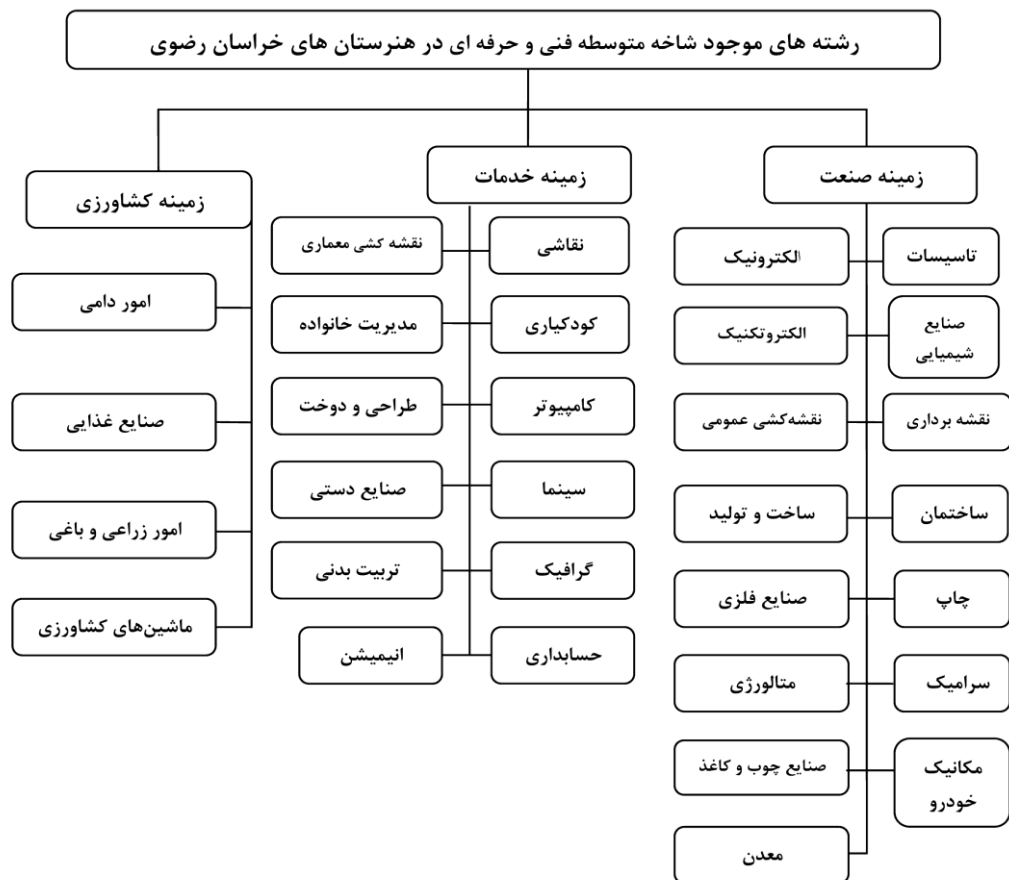 رشته های موجود شاخه متوسطه فنی و حرفه ای در هنرستان های خراسان رضوی
زمینه صنعت
تاسیسات
الکترونیک
صنایع
شیمیایی
الکتروتکنیک
نقشه برداری
نقشه‌کشی عمومی
ساختمان
ساخت و تولید
چاپ
صنایع فلزی
سرامیک
متالورژی
مکانیک
خودرو
صنایع چوب و کاغذ
معدن
زمینه خدمات
نقاشی
نقشه کشی معماری
کودکیاری
مدیریت خانواده
کامپیوتر
طراحی و دوخت
سینما
صنایع دستی
گرافیک
تربیت بدنی
حسابداری
انیمیشن
زمینه کشاورزی
امور دامی
صنایع غذایی
امور زراعی و باغی
ماشین‌های کشاورزی